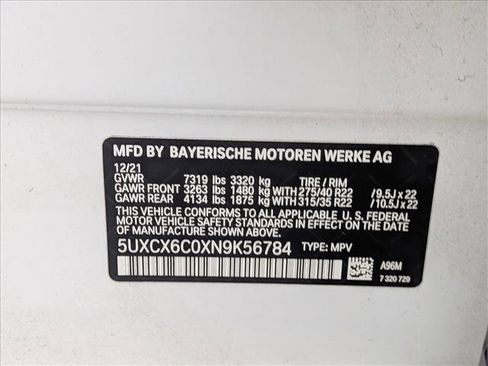 MFD BY BAYERISCHE MOTOREN WERKE AG
12/21
GVWR 7319 lbs 3320 kg TIRE / RIM
GAWR FRONT 3263 lbs 1480 kg WITH 275/40 R22 / 9.5J x 22
GAWR REAR 4134 lbs 1875 kg WITH 315/35 R22 / 10.5J x 22
THIS VEHICLE CONFORMS TO ALL APPLICABLE U. S. FEDERAL
MOTOR VEHICLE SAFETY STANDARDS IN EFFECT ON THE DATE OF
MANUFACTURE SHOWN ABOVE.
5UXCX6C0XN9K56784 TYPE: MPV
A96M
7 320 729